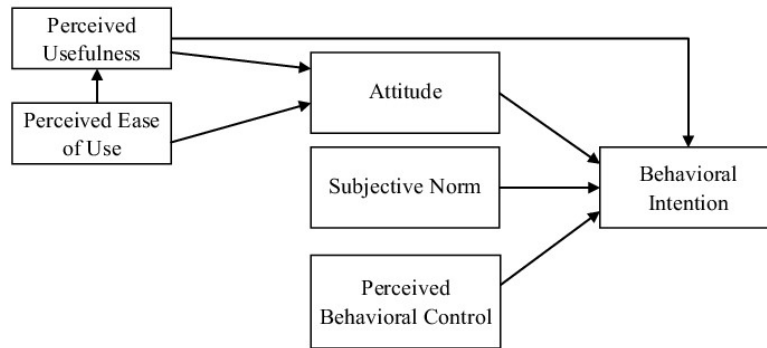 Perceived
Usefulness
Perceived Ease
of Use
Attitude
Subjective Norm
Perceived
Behavioral Control
Behavioral
Intention